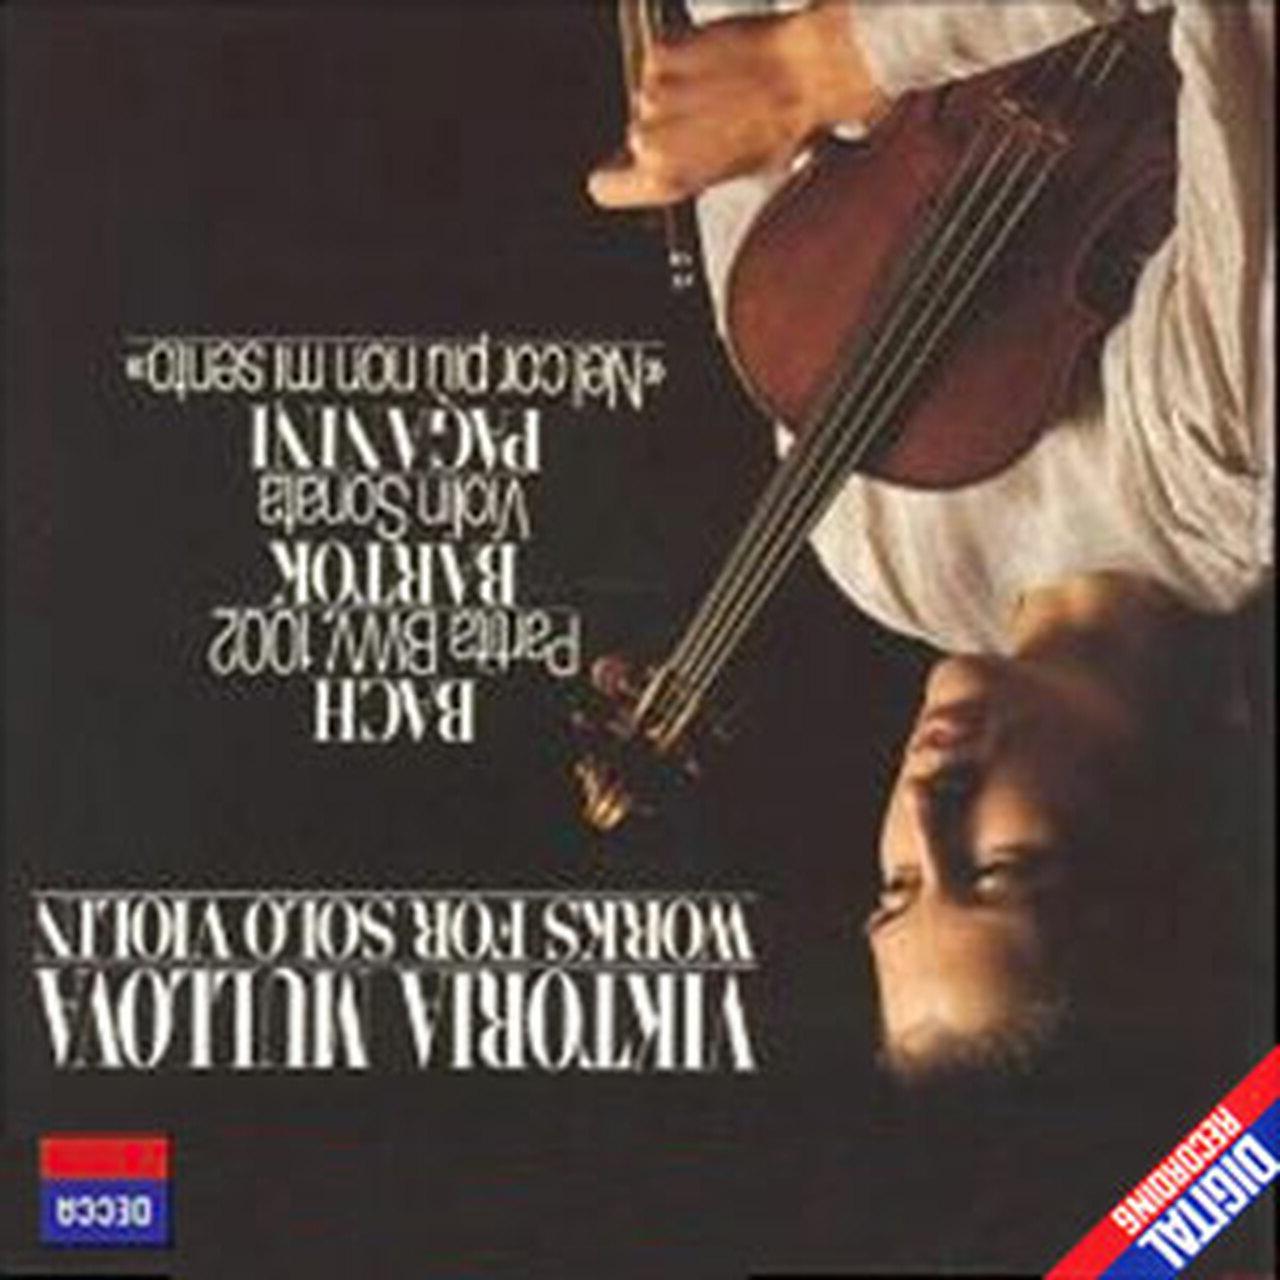 DECCA
DIGITAL
RECORDING
VIKTORIA MULLOVA
WORKS FOR SOLO VIOLIN
BACH
Partita BWV. 1002
BARTOK
Violin Sonata
PAGANINI
«Nel cor più non mi sento»